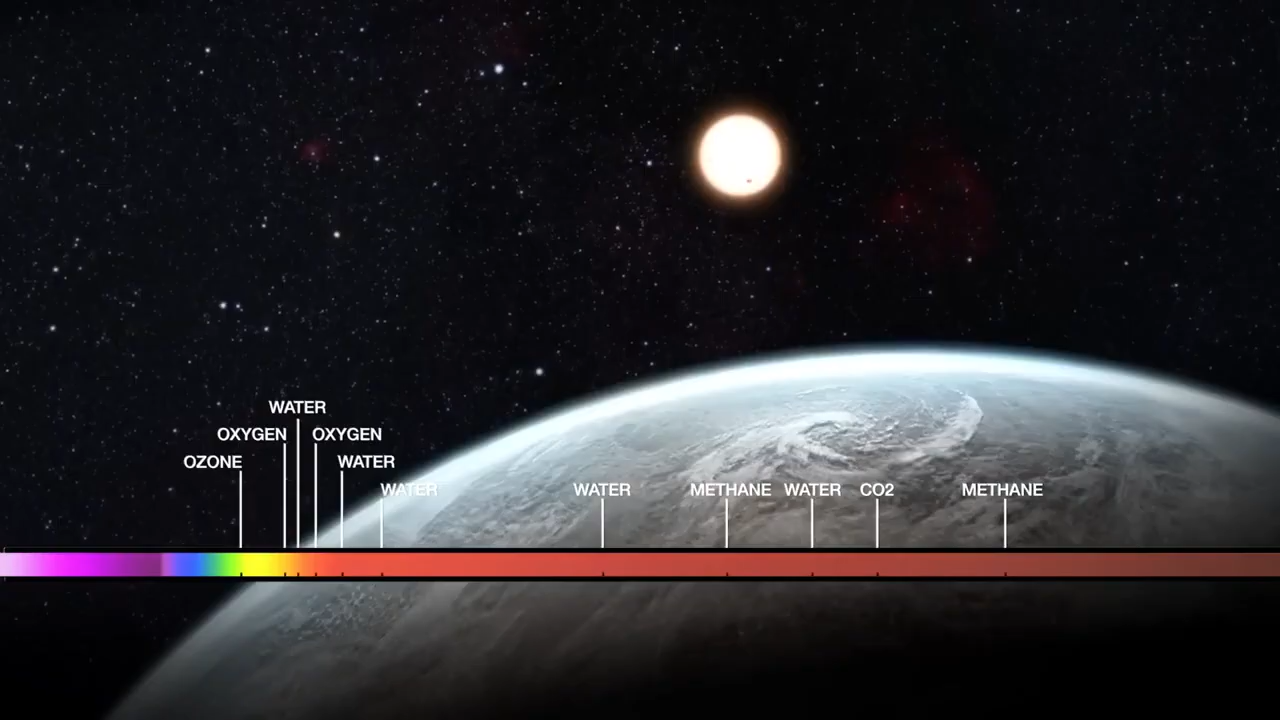 WATER
OXYGEN OXYGEN
OZONE WATER
WATER WATER METHANE WATER CO2 METHANE